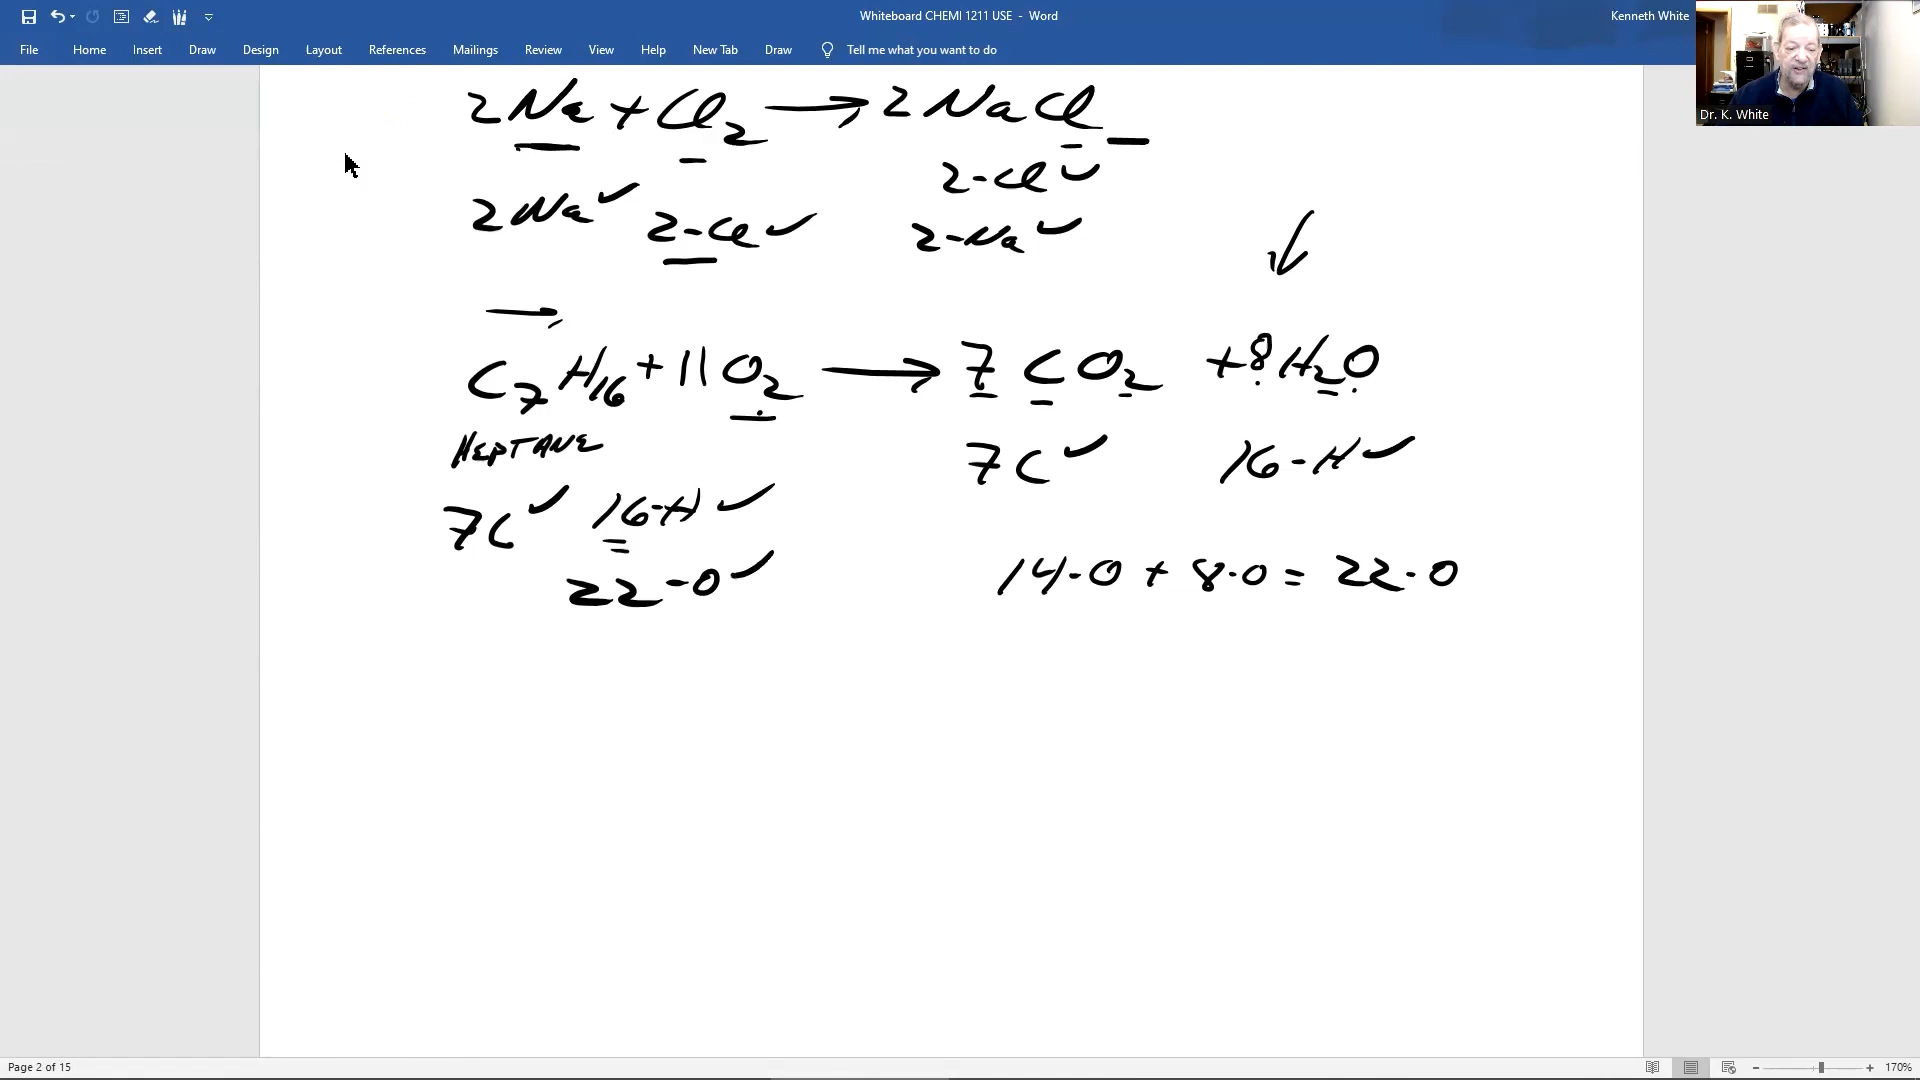 Whiteboard CHEMI 1211 USE - Word
Kenneth White
File Home Insert Draw Design Layout References Mailings Review View Help New Tab Draw Tell me what you want to do
Dr. K. White
2Na + Cl2 → 2NaCl
2-Cl ✓
2Na ✓ 2-Cl ✓ 2-Na ✓
C7H16 + 11O2 → 7CO2 + 8H2O
HEPTANE
7C ✓ 16-H ✓
7C ✓ 16-H ✓
22-O ✓ 14-O + 8-O = 22-O
Page 2 of 15
170%